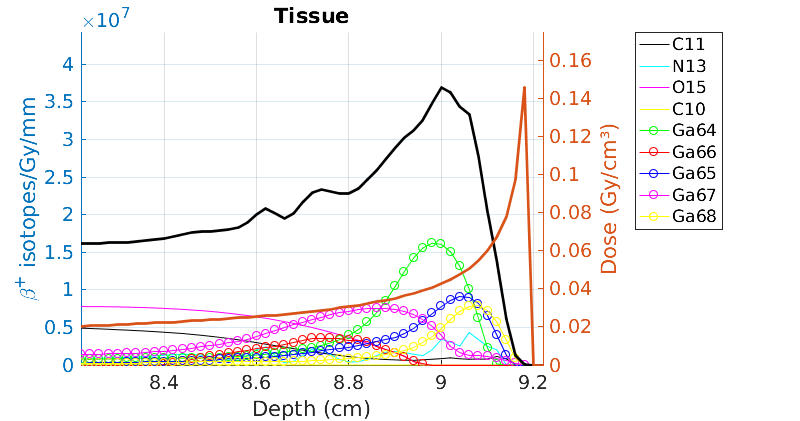 Tissue
×10⁷
4
3.5
3
2.5
2
1.5
1
0.5
0
β⁺ isotopes/Gy/mm
0.16
0.14
0.12
0.1
0.08
0.06
0.04
0.02
0
Dose (Gy/cm³)
8.4 8.6 8.8 9 9.2
Depth (cm)
C11
N13
O15
C10
Ga64
Ga66
Ga65
Ga67
Ga68